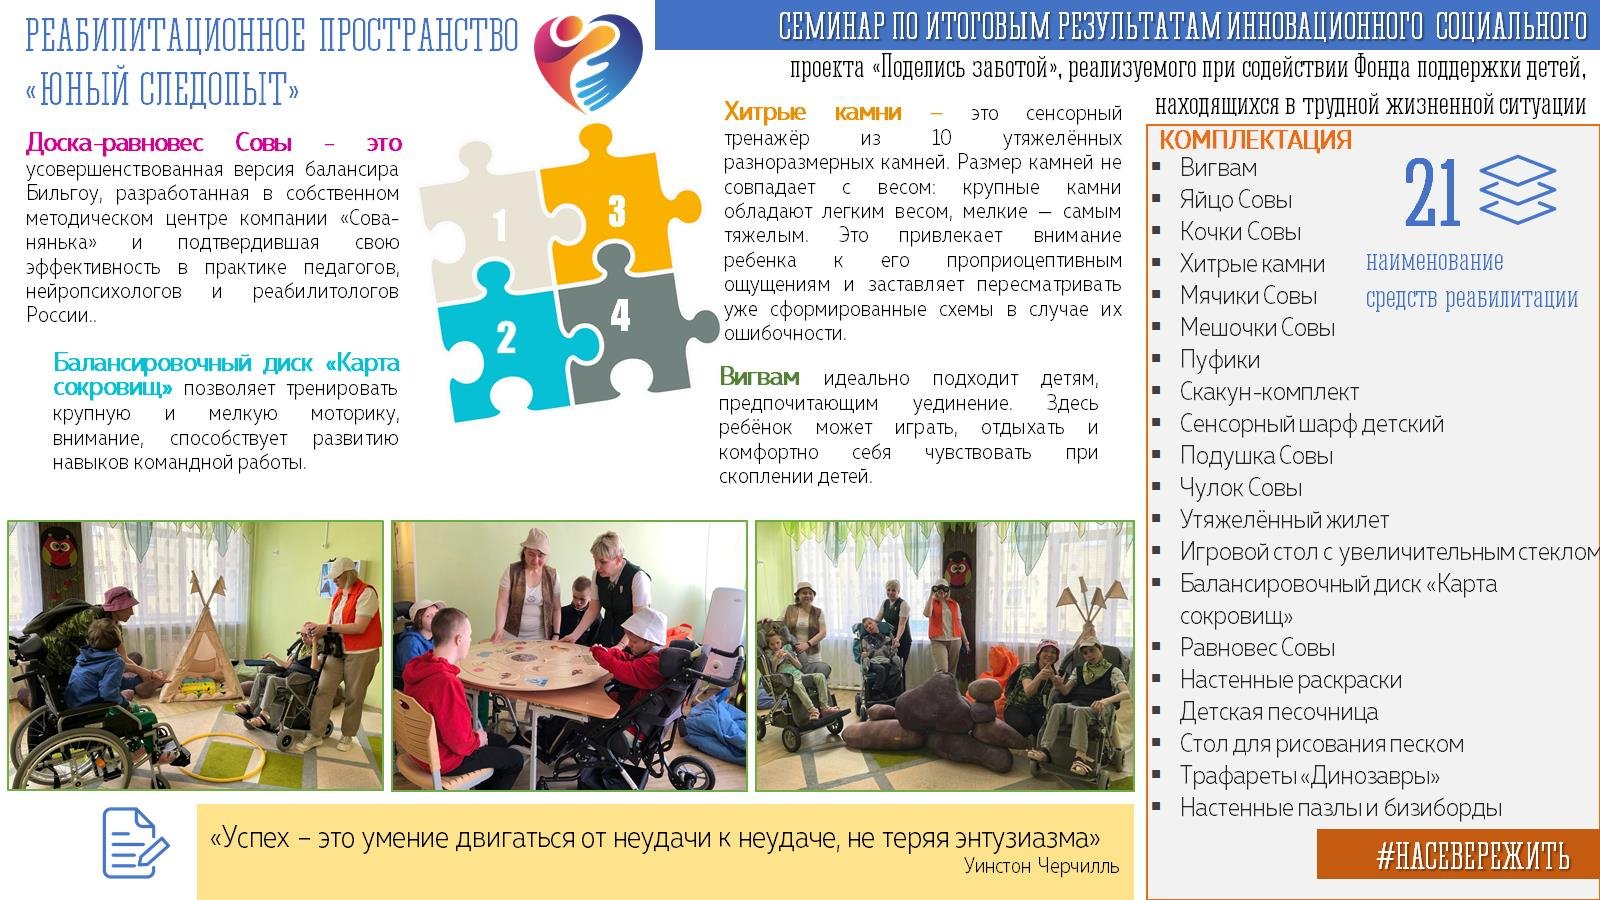 РЕАБИЛИТАЦИОННОЕ ПРОСТРАНСТВО
«ЮНЫЙ СЛЕДОПЫТ»
СЕМИНАР ПО ИТОГОВЫМ РЕЗУЛЬТАТАМ ИННОВАЦИОННОГО СОЦИАЛЬНОГО
проекта «Поделись заботой», реализуемого при содействии Фонда поддержки детей,
находящихся в трудной жизненной ситуации
Доска-равновес Совы - это
усовершенствованная версия балансира
Бильгоу, разработанная в собственном
методическом центре компании «Сова-
нянька» и подтвердившая свою
эффективность в практике педагогов,
нейропсихологов и реабилитологов
России..
Балансировочный диск «Карта
сокровищ» позволяет тренировать
крупную и мелкую моторику,
внимание, способствует развитию
навыков командной работы.
1
3
2
4
Хитрые камни – это сенсорный
тренажёр из 10 утяжелённых
разноразмерных камней. Размер камней не
совпадает с весом: крупные камни
обладают легким весом, мелкие — самым
тяжелым. Это привлекает внимание
ребенка к его проприоцептивным
ощущениям и заставляет пересматривать
уже сформированные схемы в случае их
ошибочности.
Вигвам идеально подходит детям,
предпочитающим уединение. Здесь
ребёнок может играть, отдыхать и
комфортно себя чувствовать при
скоплении детей.
КОМПЛЕКТАЦИЯ
▪ Вигвам
▪ Яйцо Совы
▪ Кочки Совы
▪ Хитрые камни
▪ Мячики Совы
▪ Мешочки Совы
▪ Пуфики
▪ Скакун-комплект
▪ Сенсорный шарф детский
▪ Подушка Совы
▪ Чулок Совы
▪ Утяжелённый жилет
▪ Игровой стол с увеличительным стеклом
▪ Балансировочный диск «Карта
сокровищ»
▪ Равновес Совы
▪ Настенные раскраски
▪ Детская песочница
▪ Стол для рисования песком
▪ Трафареты «Динозавры»
▪ Настенные пазлы и бизиборды
21
наименование
средств реабилитации
«Успех – это умение двигаться от неудачи к неудаче, не теряя энтузиазма»
Уинстон Черчилль
#НАСЕВЕРЕЖИТЬ